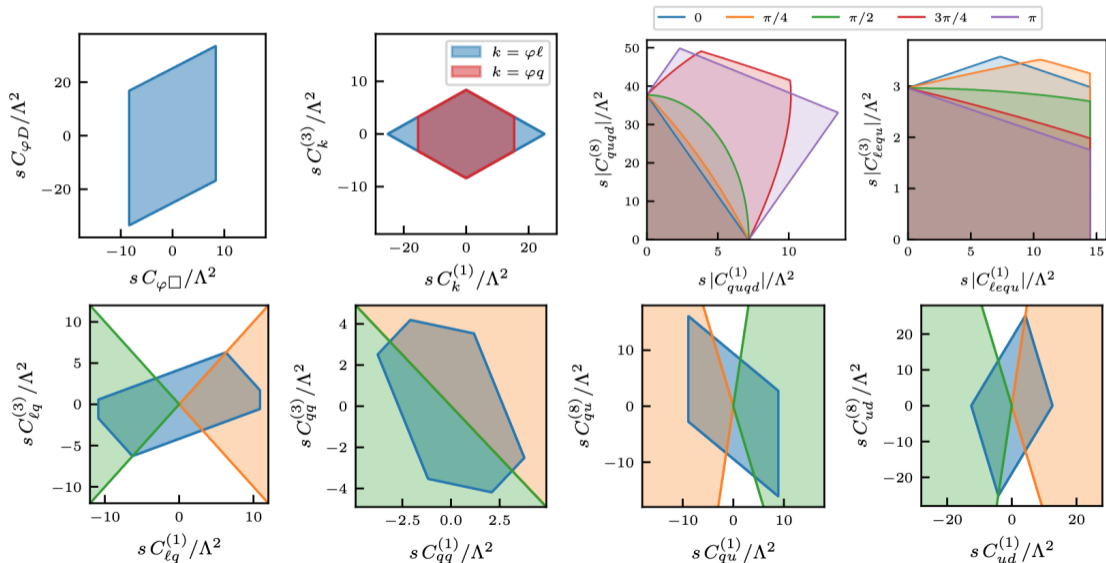 0 π/4 π/2 3π/4 π
s C_{φD}/Λ²
20
0
−20
−10 0 10
s C_{φ□}/Λ²
s C_k^{(3)}/Λ²
10
0
−10
k = φℓ
k = φq
−25 0 25
s C_k^{(1)}/Λ²
s |C_{quqd}^{(8)}|/Λ²
50
40
30
20
10
0
0 5 10
s |C_{quqd}^{(1)}|/Λ²
s |C_{ℓequ}^{(3)}|/Λ²
3
2
1
0
0 5 10 15
s |C_{ℓequ}^{(1)}|/Λ²
s C_{ℓq}^{(3)}/Λ²
10
5
0
−5
−10
−10 0 10
s C_{ℓq}^{(1)}/Λ²
s C_{qq}^{(3)}/Λ²
4
2
0
−2
−4
−2.5 0.0 2.5
s C_{qq}^{(1)}/Λ²
s C_{qu}^{(8)}/Λ²
10
0
−10
−10 0 10
s C_{qu}^{(1)}/Λ²
s C_{ud}^{(8)}/Λ²
20
10
0
−10
−20
−20 0 20
s C_{ud}^{(1)}/Λ²